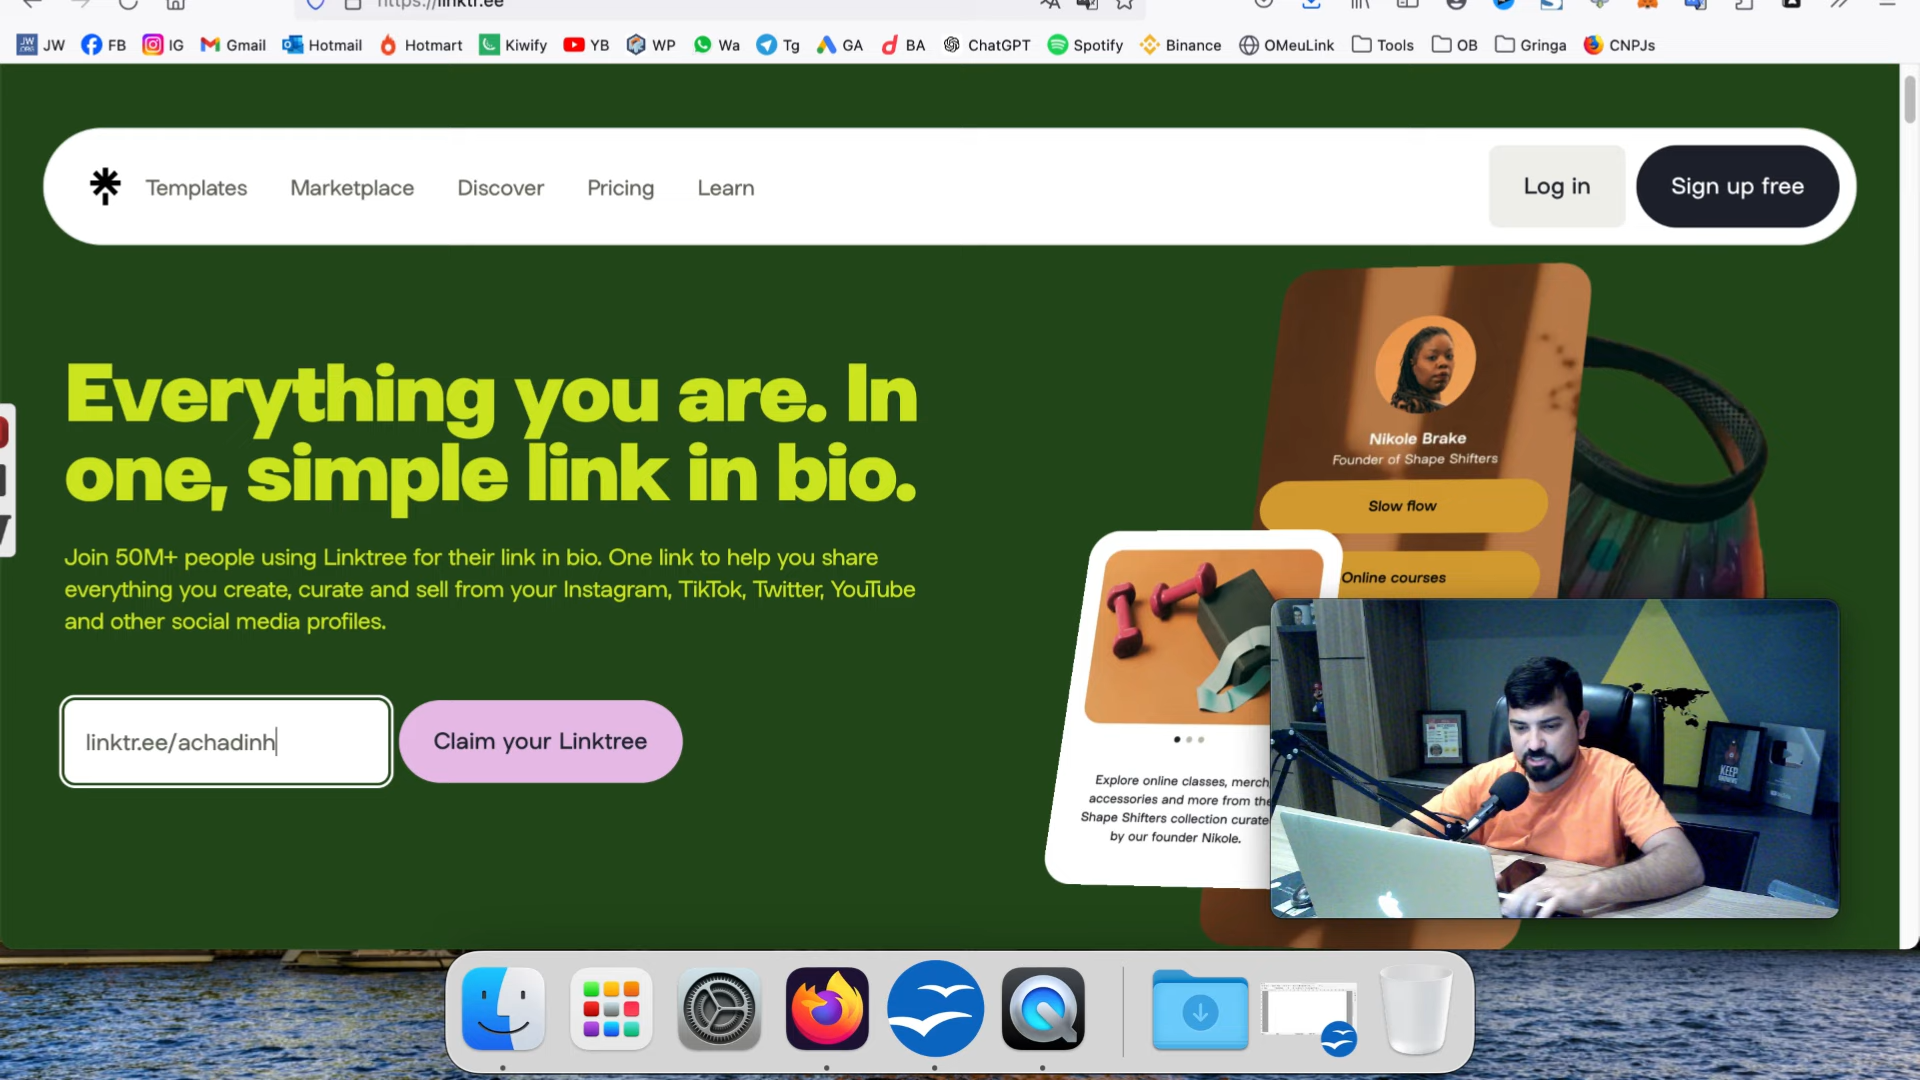 https://linktr.ee
JW FB IG Gmail Hotmail Hotmart Kiwify YB WP Wa Tg GA BA ChatGPT Spotify Binance OMeuLink Tools OB Gringa CNPJs
Templates Marketplace Discover Pricing Learn Log in Sign up free
Everything you are. In
one, simple link in bio.
Join 50M+ people using Linktree for their link in bio. One link to help you share
everything you create, curate and sell from your Instagram, TikTok, Twitter, YouTube
and other social media profiles.
linktr.ee/achadinh
Claim your Linktree
Nikole Brake
Founder of Shape Shifters
Slow flow
Online courses
Explore online classes, merch,
accessories and more from the
Shape Shifters collection curate
by our founder Nikole.
KEEP